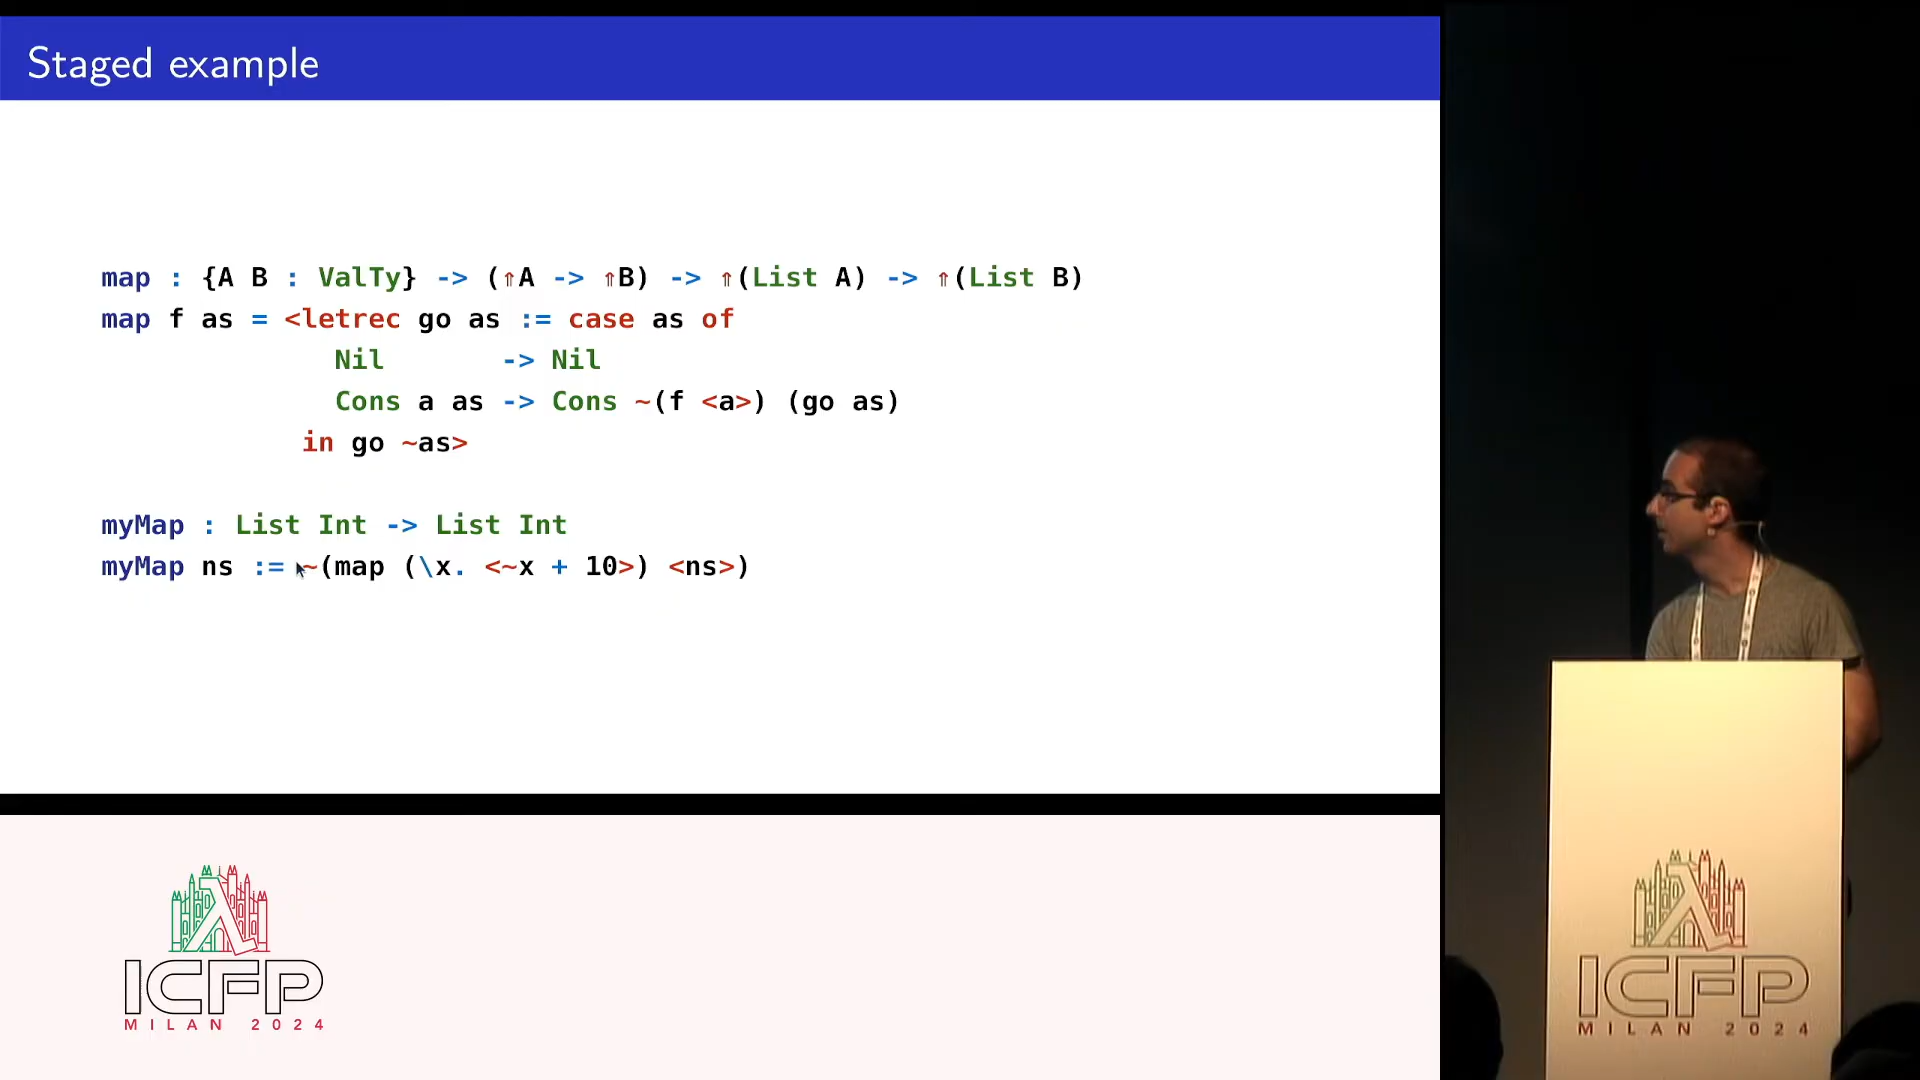 Staged example
map : {A B : ValTy} -> (⇑A -> ⇑B) -> ⇑(List A) -> ⇑(List B)
map f as = <letrec go as := case as of
Nil -> Nil
Cons a as -> Cons ~(f <a>) (go as)
in go ~as>
myMap : List Int -> List Int
myMap ns := ~(map (\x. <~x + 10>) <ns>)
ICFP
MILAN 2024
ICFP
MILAN 2024